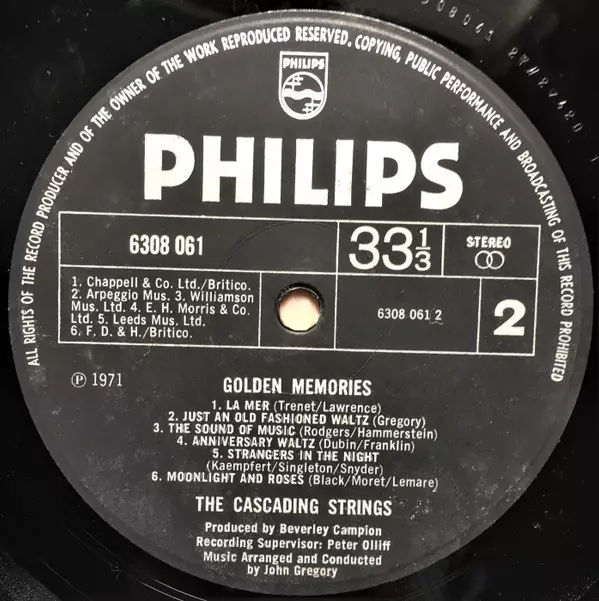 ALL RIGHTS OF THE RECORD PRODUCER AND OF THE OWNER OF THE WORK REPRODUCED RESERVED. COPYING, PUBLIC PERFORMANCE AND BROADCASTING OF THIS RECORD PROHIBITED
PHILIPS
PHILIPS
6308 061
33⅓
STEREO
1. Chappell & Co. Ltd./Britico.
2. Arpeggio Mus. 3. Williamson
Mus. Ltd. 4. E. H. Morris & Co.
Ltd. 5. Leeds Mus. Ltd.
6. F. D. & H./Britico.
6308 061 2
2
Ⓟ 1971
GOLDEN MEMORIES
1. LA MER (Trenet/Lawrence)
2. JUST AN OLD FASHIONED WALTZ (Gregory)
3. THE SOUND OF MUSIC (Rodgers/Hammerstein)
4. ANNIVERSARY WALTZ (Dubin/Franklin)
5. STRANGERS IN THE NIGHT
(Kaempfert/Singleton/Snyder)
6. MOONLIGHT AND ROSES (Black/Moret/Lemare)
THE CASCADING STRINGS
Produced by Beverley Campion
Recording Supervisor: Peter Olliff
Music Arranged and Conducted
by John Gregory